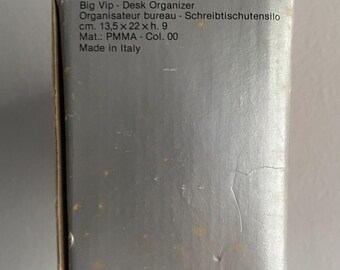 Big Vip - Desk Organizer
Organisateur bureau - Schreibtischutensilo
cm. 13,5 x 22 x h. 9
Mat.: PMMA - Col. 00
Made in Italy